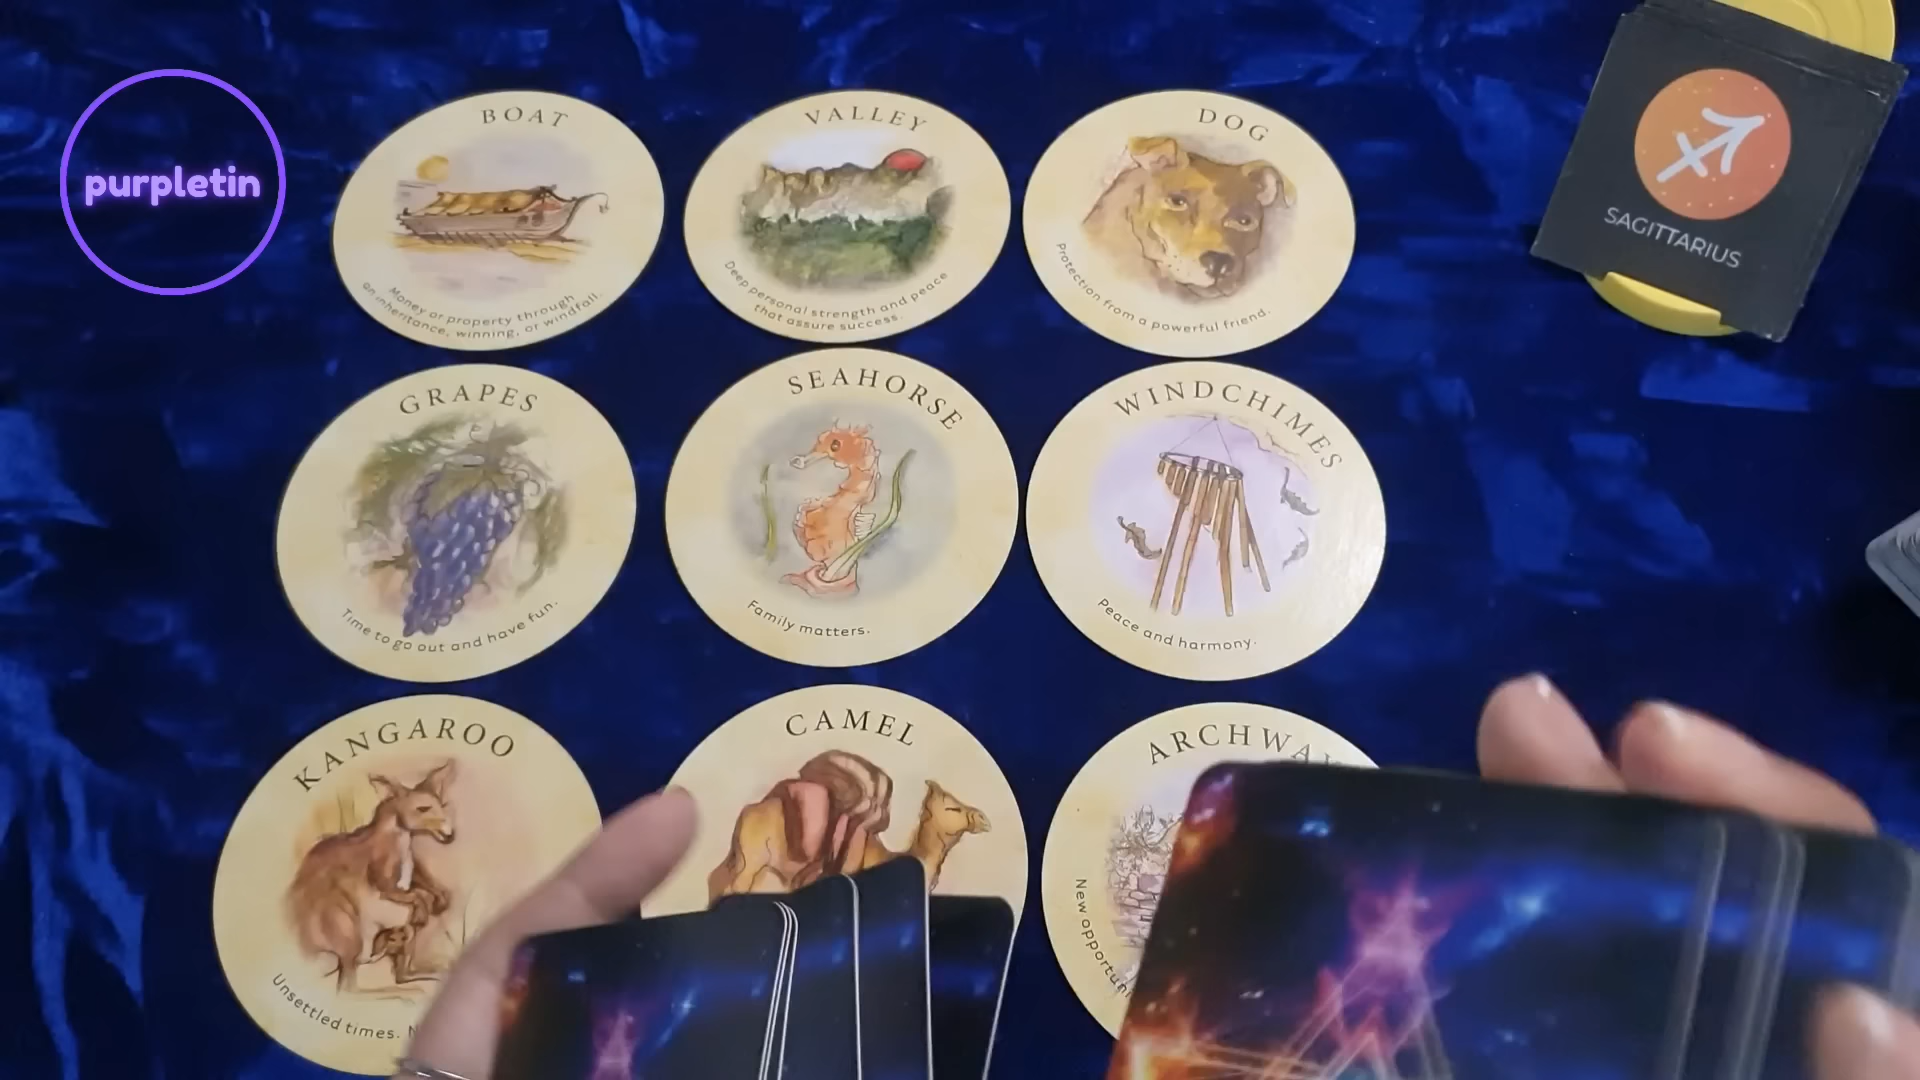 purpletin
BOAT
Money or property through
an inheritance, winning, or windfall.
VALLEY
Deep personal strength and peace
that assure success.
DOG
Protection from a powerful friend.
SAGITTARIUS
GRAPES
Time to go out and have fun.
SEAHORSE
Family matters.
WINDCHIMES
Peace and harmony.
KANGAROO
Unsettled times.
CAMEL
ARCHWAY
New